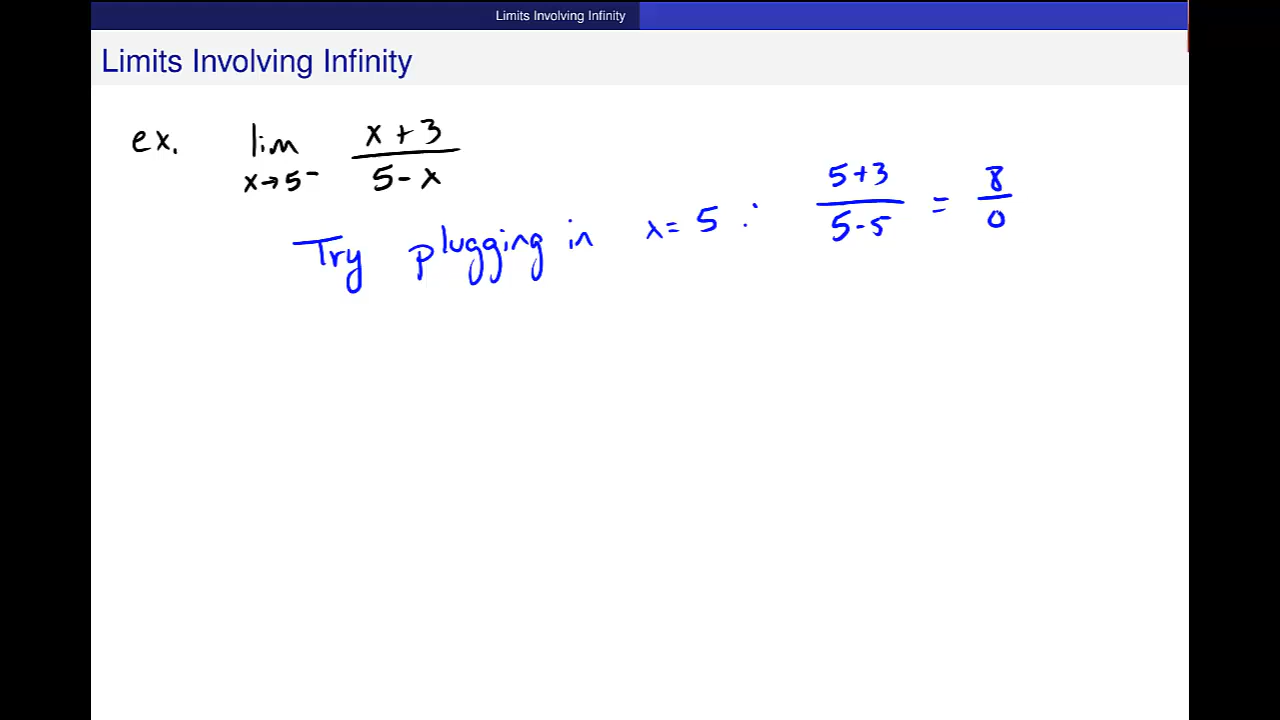 Limits Involving Infinity
Limits Involving Infinity
ex. lim x→5⁻ x+3 / 5-x
Try plugging in x = 5 : 5+3 / 5-5 = 8 / 0